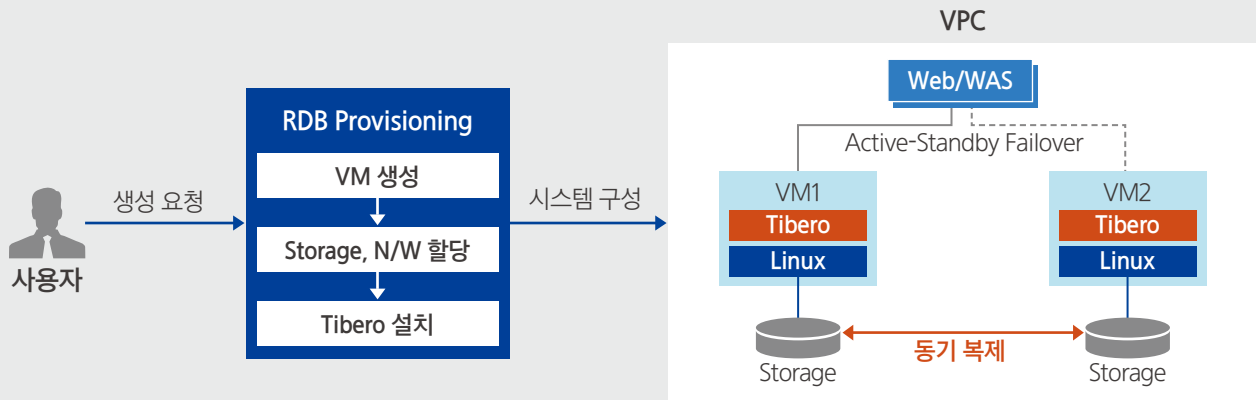 사용자
생성 요청
RDB Provisioning
VM 생성
Storage, N/W 할당
Tibero 설치
시스템 구성
VPC
Web/WAS
Active-Standby Failover
VM1
Tibero
Linux
Storage
VM2
Tibero
Linux
Storage
동기 복제